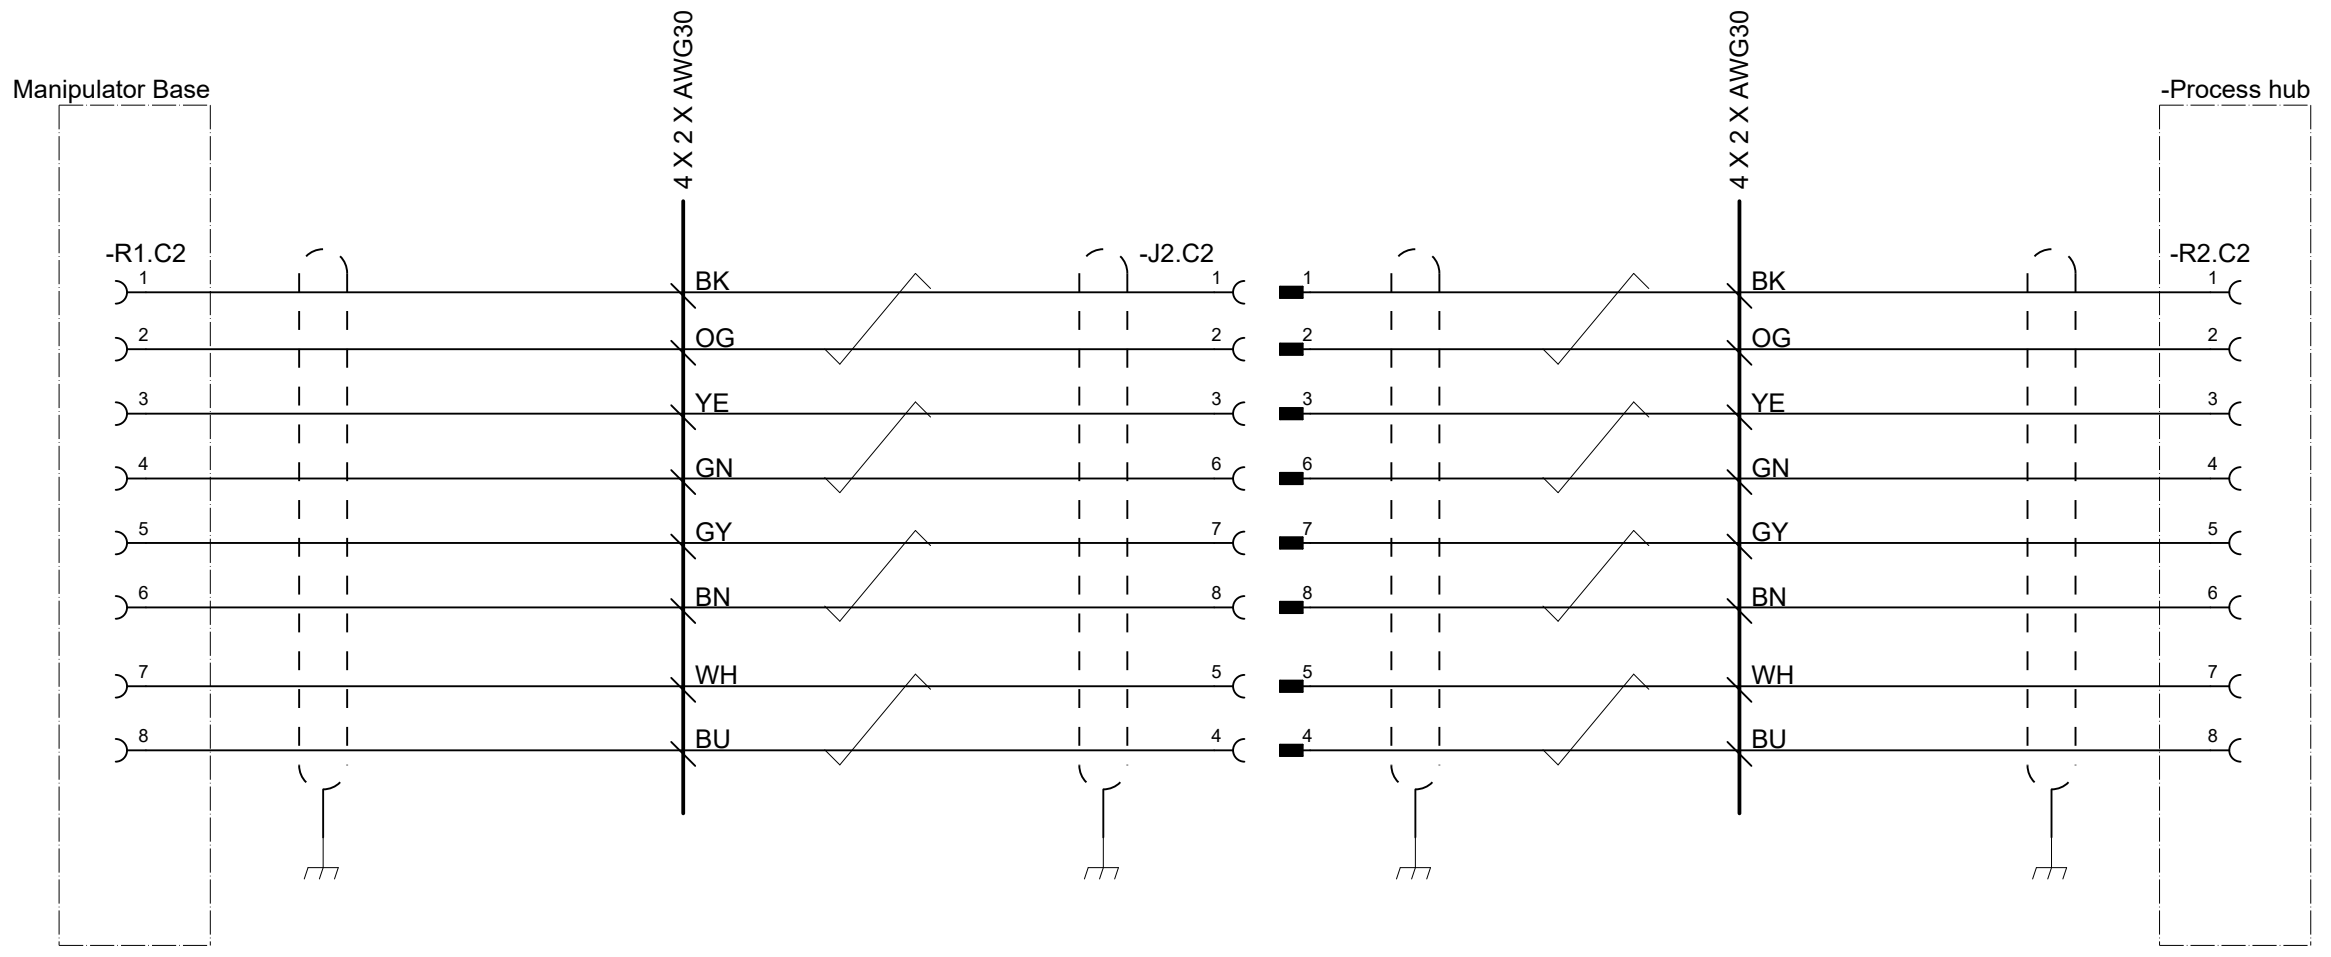 4 X 2 X AWG30
4 X 2 X AWG30
Manipulator Base
-Process hub
-R1.C2
-J2.C2
-R2.C2
1 BK 1 1 BK 1
2 OG 2 2 OG 2
3 YE 3 3 YE 3
4 GN 6 6 GN 4
5 GY 7 7 GY 5
6 BN 8 8 BN 6
7 WH 5 5 WH 7
8 BU 4 4 BU 8